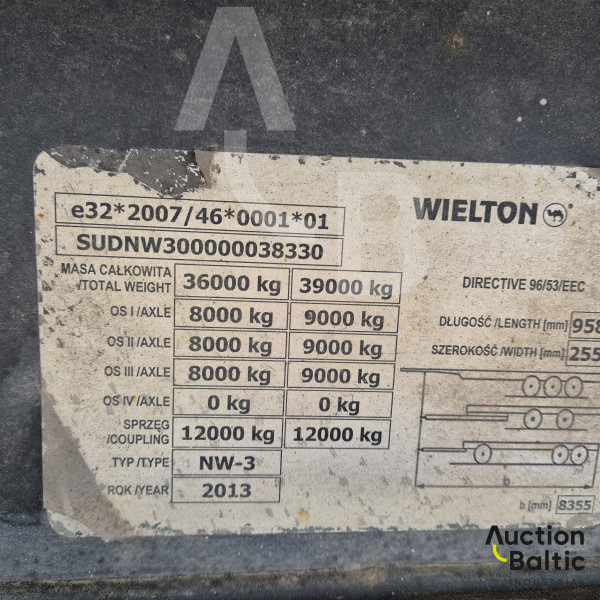 e32*2007/46*0001*01
WIELTON
SUDNW300000038330
MASA CAŁKOWITA
/TOTAL WEIGHT 36000 kg 39000 kg
DIRECTIVE 96/53/EEC
OS I /AXLE 8000 kg 9000 kg
DŁUGOŚĆ /LENGTH [mm] 958
OS II /AXLE 8000 kg 9000 kg
SZEROKOŚĆ /WIDTH [mm] 255
OS III /AXLE 8000 kg 9000 kg
OS IV /AXLE 0 kg 0 kg
SPRZĘG
/COUPLING 12000 kg 12000 kg
TYP /TYPE NW-3
ROK /YEAR 2013
b
b [mm] 8355
Auction
Baltic
INDUSTRIAL